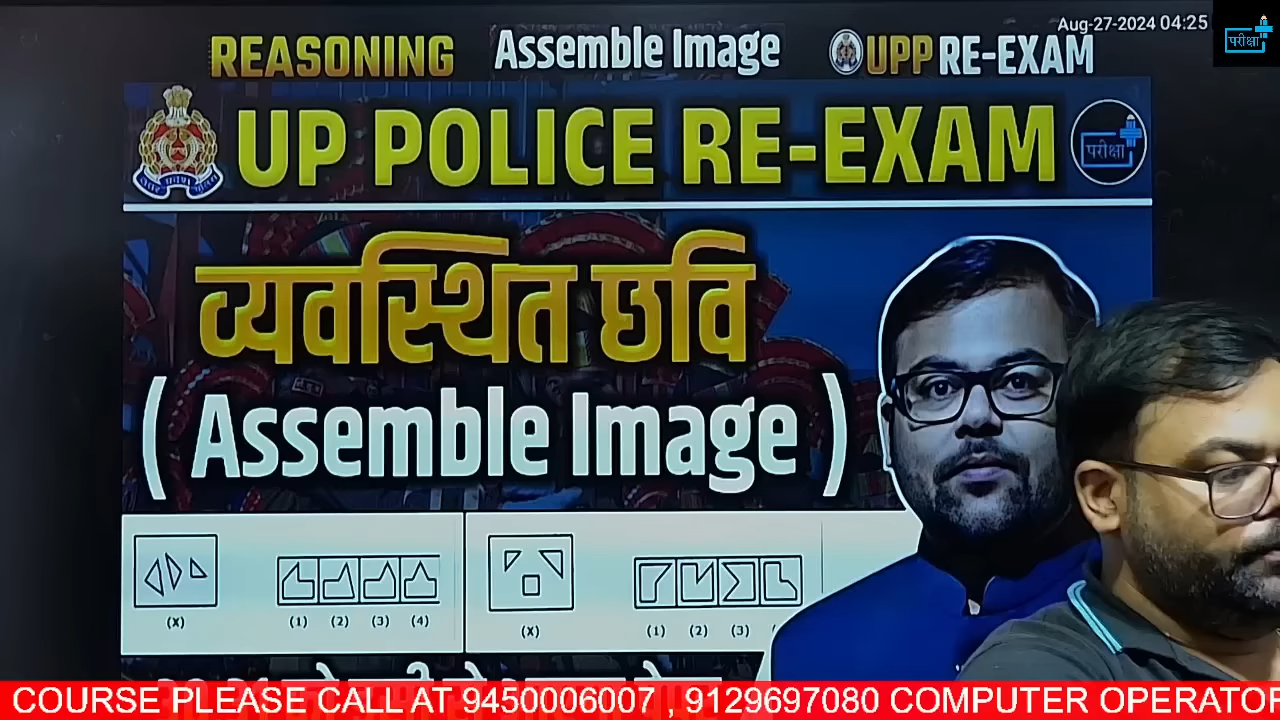 Aug-27-2024 04:25
परीक्षा
REASONING Assemble Image UPP RE-EXAM
UP POLICE RE-EXAM
परीक्षा
व्यवस्थित छवि
( Assemble Image )
(X) (1) (2) (3) (4)
(X) (1) (2) (3)
COURSE PLEASE CALL AT 9450006007 , 9129697080 COMPUTER OPERATOR